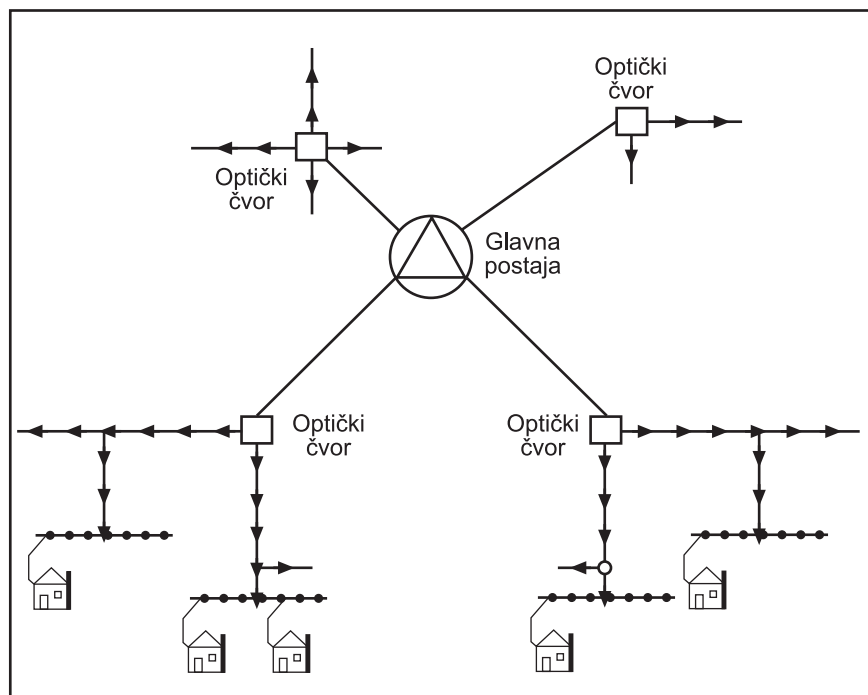 Optički
čvor
Optički
čvor
Glavna
postaja
Optički
čvor
Optički
čvor